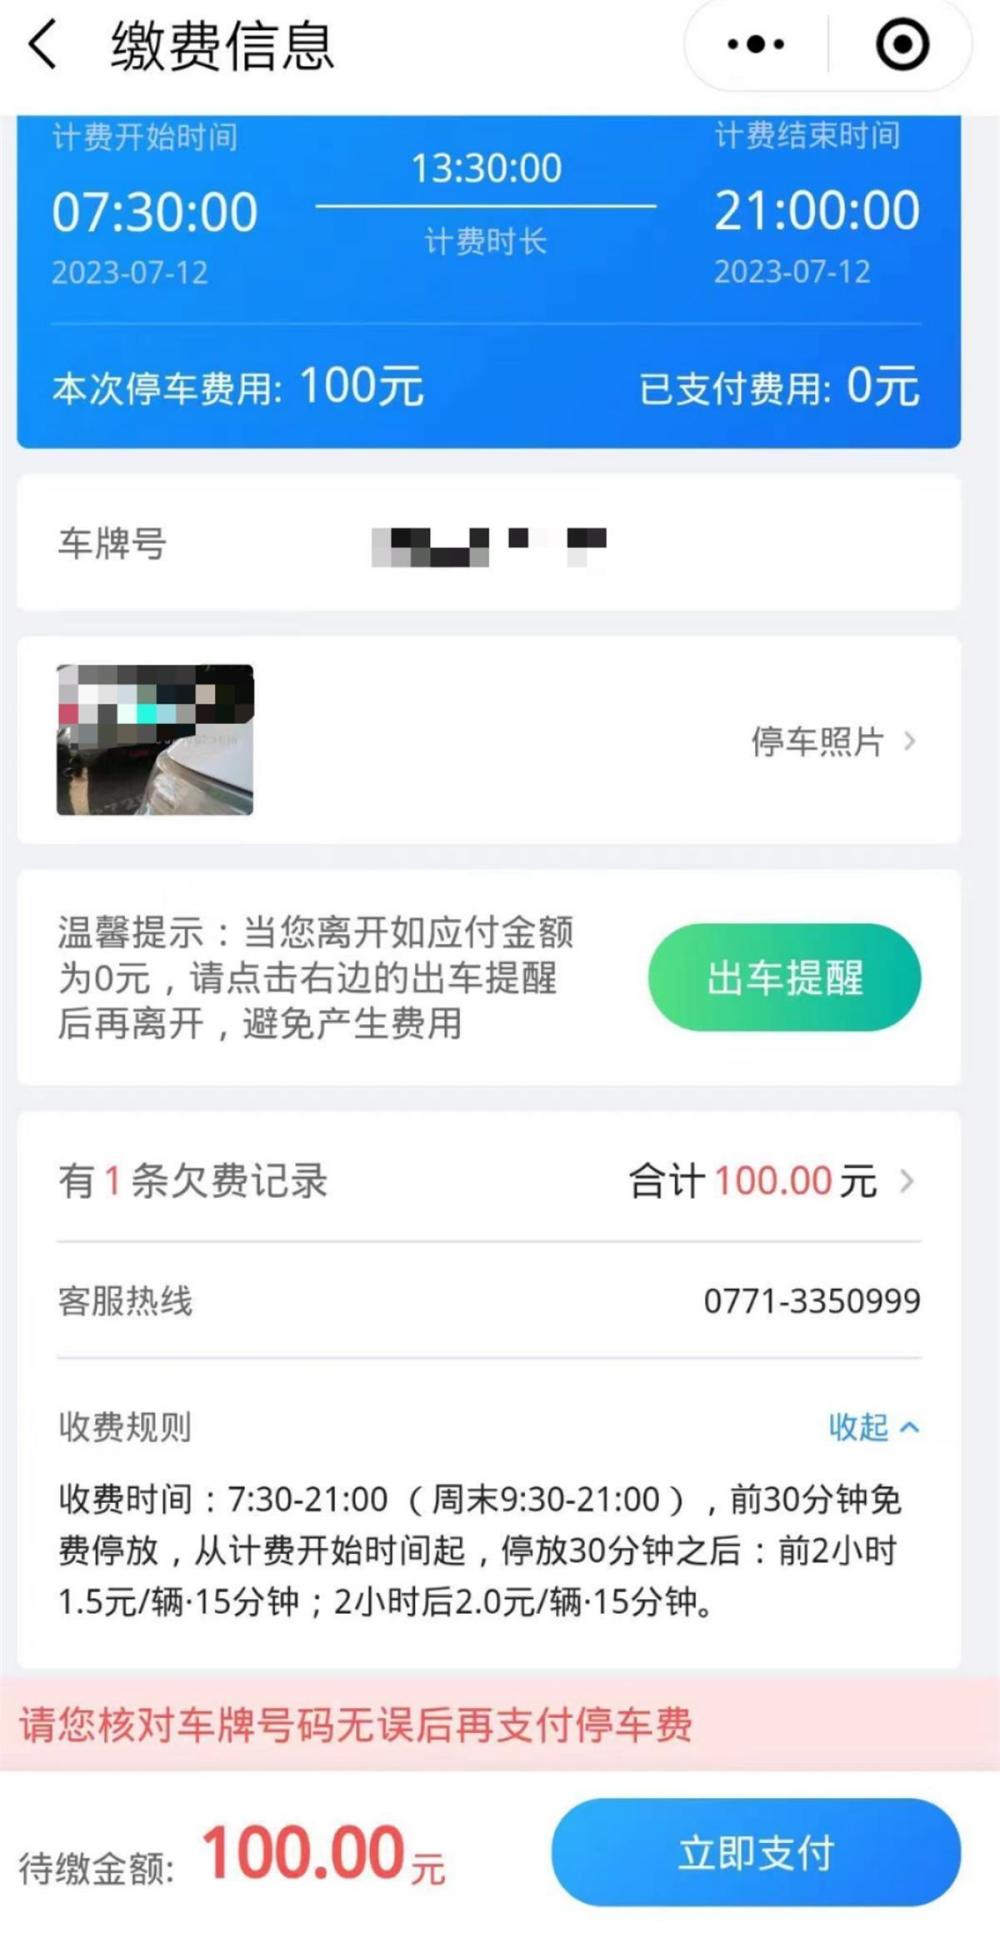 缴费信息
计费开始时间
计费结束时间
13:30:00
07:30:00
21:00:00
计费时长
2023-07-12
2023-07-12
本次停车费用: 100元
已支付费用: 0元
车牌号
停车照片
温馨提示：当您离开如应付金额
为0元，请点击右边的出车提醒
后再离开，避免产生费用
出车提醒
有1条欠费记录
合计100.00元
客服热线
0771-3350999
收费规则
收起
收费时间：7:30-21:00（周末9:30-21:00），前30分钟免
费停放，从计费开始时间起，停放30分钟之后：前2小时
1.5元/辆·15分钟；2小时后2.0元/辆·15分钟。
请您核对车牌号码无误后再支付停车费
待缴金额: 100.00元
立即支付